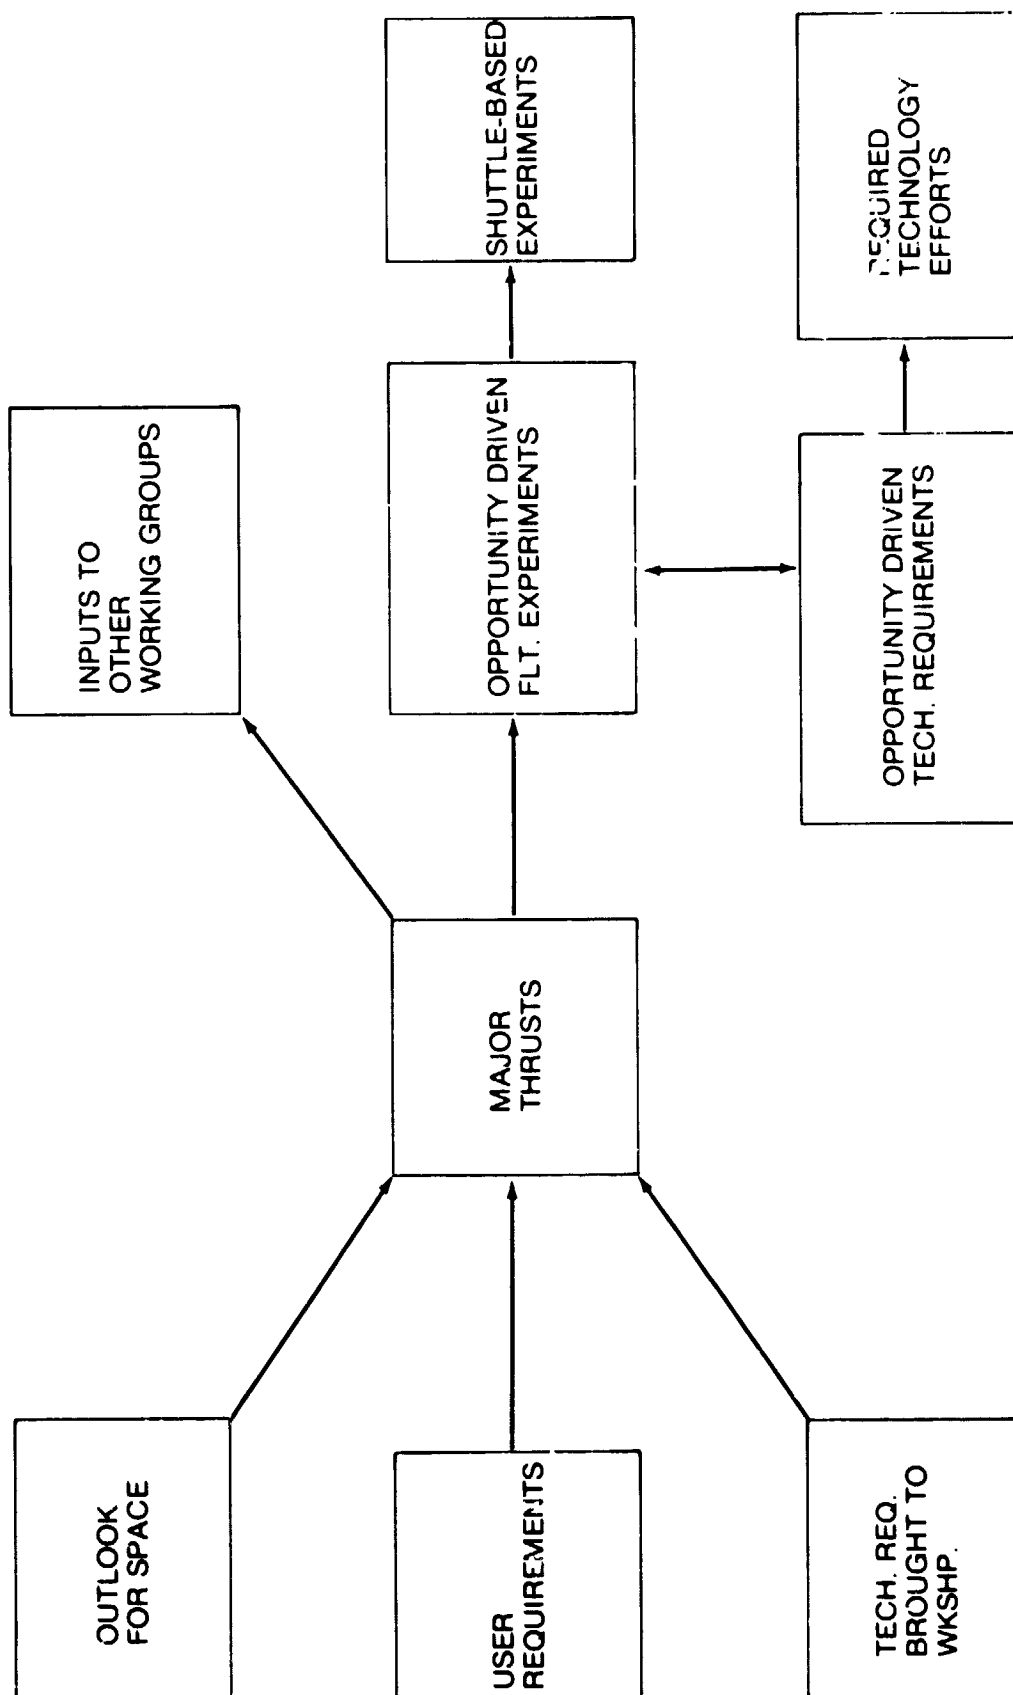 OUTLOOK
FOR SPACE
USER
REQUIREMENTS
TECH. REQ.
BROUGHT TO
WKSHP.
MAJOR
THRUSTS
INPUTS TO
OTHER
WORKING GROUPS
OPPORTUNITY DRIVEN
FLT. EXPERIMENTS
OPPORTUNITY DRIVEN
TECH. REQUIREMENTS
SHUTTLE-BASED
EXPERIMENTS
REQUIRED
TECHNOLOGY
EFFORTS